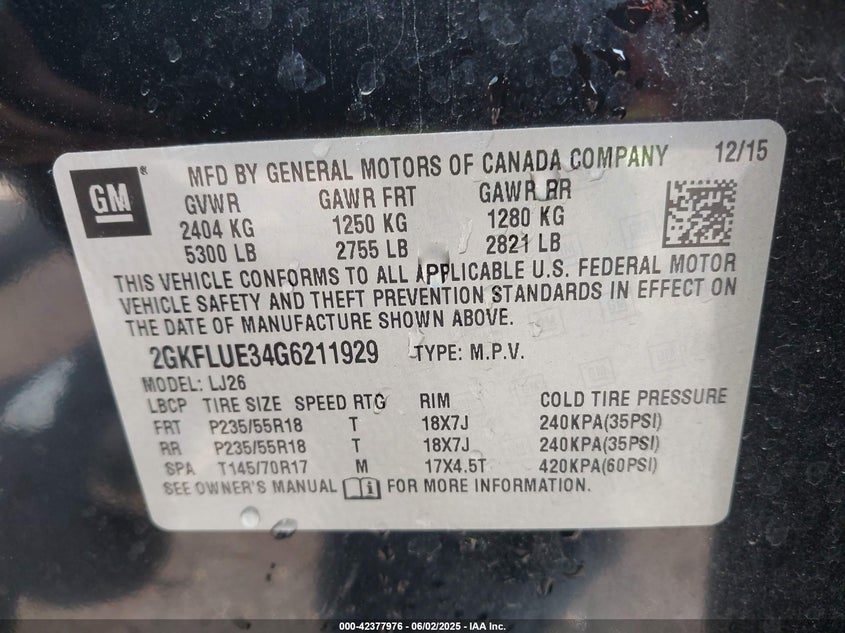 GM
MFD BY GENERAL MOTORS OF CANADA COMPANY 12/15
GVWR GAWR FRT GAWR RR
2404 KG 1250 KG 1280 KG
5300 LB 2755 LB 2821 LB
THIS VEHICLE CONFORMS TO ALL APPLICABLE U.S. FEDERAL MOTOR
VEHICLE SAFETY AND THEFT PREVENTION STANDARDS IN EFFECT ON
THE DATE OF MANUFACTURE SHOWN ABOVE.
2GKFLUE34G6211929 TYPE: M.P.V.
MODEL: LJ26
LBCP TIRE SIZE SPEED RTG RIM COLD TIRE PRESSURE
FRT P235/55R18 T 18X7J 240KPA(35PSI)
RR P235/55R18 T 18X7J 240KPA(35PSI)
SPA T145/70R17 M 17X4.5T 420KPA(60PSI)
SEE OWNER'S MANUAL FOR MORE INFORMATION.
000-42377976 - 06/02/2025 - IAA Inc.